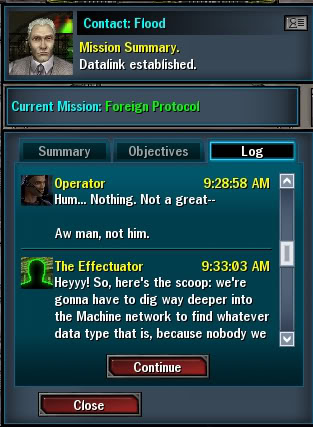 Contact: Flood
Mission Summary.
Datalink established.
Current Mission: Foreign Protocol
Summary Objectives Log
Operator 9:28:58 AM
Hum... Nothing. Not a great--
Aw man, not him.
The Effectuator 9:33:03 AM
Heyyy! So, here's the scoop: we're
gonna have to dig way deeper into
the Machine network to find whatever
data type that is, because nobody we
Continue
Close